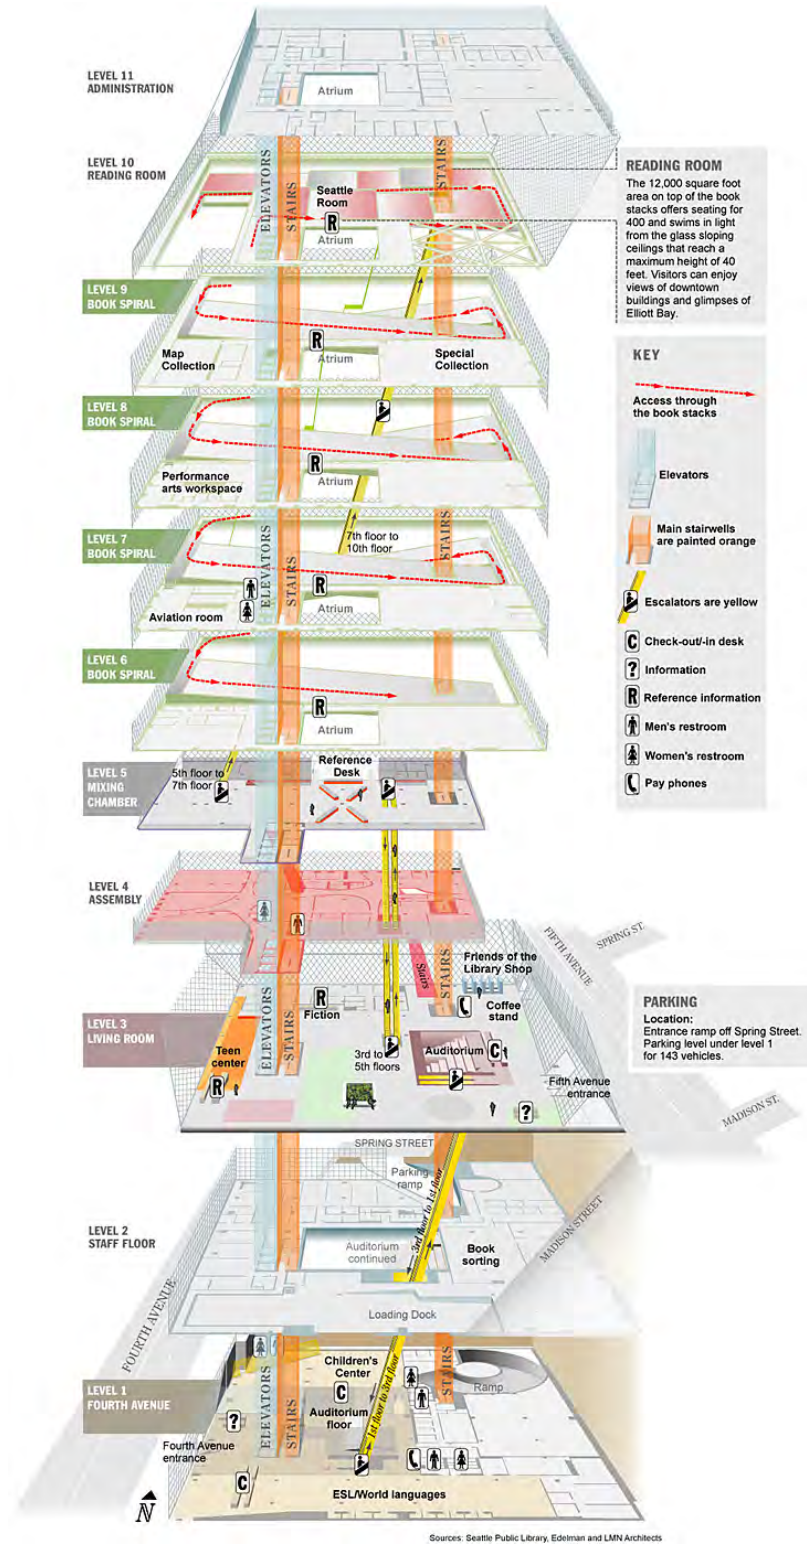 LEVEL 11
ADMINISTRATION
Atrium
LEVEL 10
READING ROOM
ELEVATORS
STAIRS
STAIRS
Seattle
Room
R
Atrium
READING ROOM
The 12,000 square foot
area on top of the book
stacks offers seating for
400 and swims in light
from the glass sloping
ceilings that reach a
maximum height of 40
feet. Visitors can enjoy
views of downtown
buildings and glimpses of
Elliott Bay.
LEVEL 9
BOOK SPIRAL
R
Map
Collection
Atrium
Special
Collection
KEY
Access through
the book stacks
Elevators
Main stairwells
are painted orange
Escalators are yellow
C Check-out/-in desk
? Information
R Reference information
Men's restroom
Women's restroom
Pay phones
LEVEL 8
BOOK SPIRAL
R
Performance
arts workspace
Atrium
LEVEL 7
BOOK SPIRAL
7th floor to
10th floor
ELEVATORS
STAIRS
STAIRS
R
Aviation room
Atrium
LEVEL 6
BOOK SPIRAL
R
Atrium
LEVEL 5
MIXING
CHAMBER
5th floor to
7th floor
Reference
Desk
LEVEL 4
ASSEMBLY
FIFTH AVENUE
SPRING ST.
Stairs
STAIRS
Friends of the
Library Shop
ELEVATORS
STAIRS
R
Fiction
Coffee
stand
LEVEL 3
LIVING ROOM
Teen
center
R
3rd to
5th floors
Auditorium
C
Fifth Avenue
entrance
?
PARKING
Location:
Entrance ramp off Spring Street.
Parking level under level 1
for 143 vehicles.
MADISON ST.
SPRING STREET
Parking
ramp
3rd floor to 1st floor
LEVEL 2
STAFF FLOOR
Auditorium
continued
Book
sorting
MADISON STREET
Loading Dock
FOURTH AVENUE
LEVEL 1
FOURTH AVENUE
ELEVATORS
STAIRS
STAIRS
Children's
Center
C
Auditorium
floor
1st floor to 3rd floor
Ramp
?
Fourth Avenue
entrance
C
ESL/World languages
N
Sources: Seattle Public Library, Edelman and LMN Architects